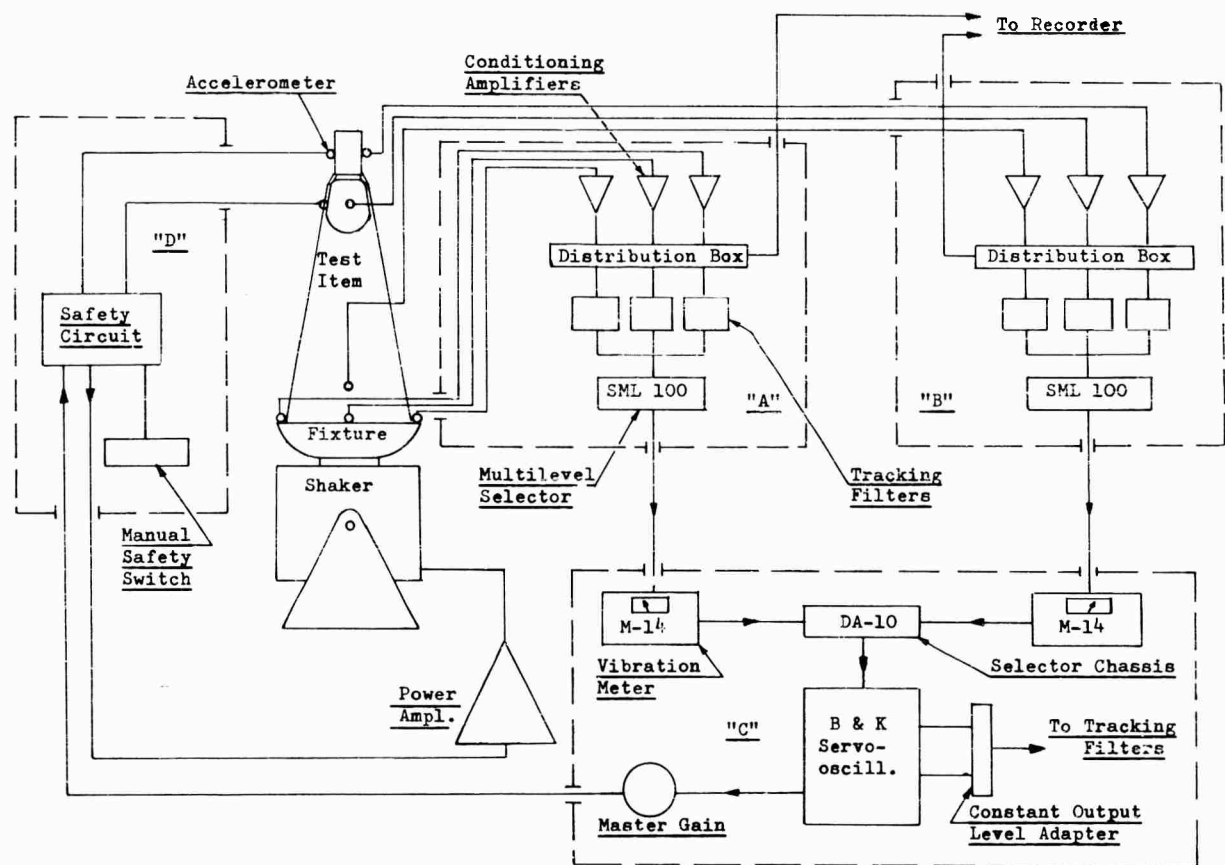 To Recorder
Conditioning
Amplifiers
Accelerometer
"D"
Test
Item
Distribution Box
Distribution Box
Safety
Circuit
SML 100
"A"
"B"
SML 100
Fixture
Shaker
Multilevel
Selector
Tracking
Filters
Manual
Safety
Switch
M-14
DA-10
M-14
Vibration
Meter
Selector Chassis
Power
Ampl.
"C"
B & K
Servo-
oscill.
To Tracking
Filters
Master Gain
Constant Output
Level Adapter